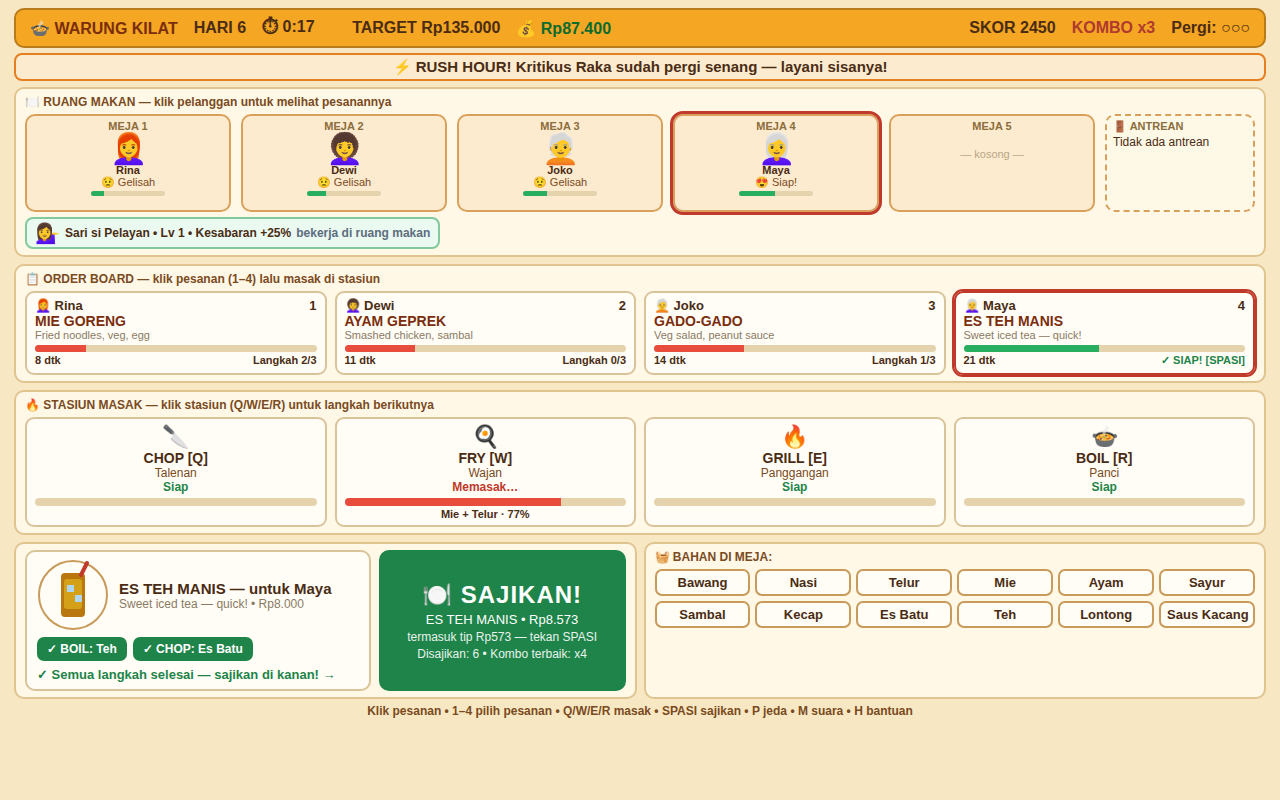 WARUNG KILAT HARI 6 0:17 TARGET Rp135.000 Rp87.400 SKOR 2450 KOMBO x3 Pergi: ○○○
⚡ RUSH HOUR! Kritikus Raka sudah pergi senang — layani sisanya!
RUANG MAKAN — klik pelanggan untuk melihat pesanannya
MEJA 1
Rina
Gelisah
MEJA 2
Dewi
Gelisah
MEJA 3
Joko
Gelisah
MEJA 4
Maya
Siap!
MEJA 5
— kosong —
ANTREAN
Tidak ada antrean
Sari si Pelayan • Lv 1 • Kesabaran +25% bekerja di ruang makan
ORDER BOARD — klik pesanan (1–4) lalu masak di stasiun
Rina 1
MIE GORENG
Fried noodles, veg, egg
8 dtk Langkah 2/3
Dewi 2
AYAM GEPREK
Smashed chicken, sambal
11 dtk Langkah 0/3
Joko 3
GADO-GADO
Veg salad, peanut sauce
14 dtk Langkah 1/3
Maya 4
ES TEH MANIS
Sweet iced tea — quick!
21 dtk ✓ SIAP! [SPASI]
STASIUN MASAK — klik stasiun (Q/W/E/R) untuk langkah berikutnya
CHOP [Q]
Talenan
Siap
FRY [W]
Wajan
Memasak…
Mie + Telur · 77%
GRILL [E]
Panggangan
Siap
BOIL [R]
Panci
Siap
ES TEH MANIS — untuk Maya
Sweet iced tea — quick! • Rp8.000
✓ BOIL: Teh ✓ CHOP: Es Batu
✓ Semua langkah selesai — sajikan di kanan! →
SAJIKAN!
ES TEH MANIS • Rp8.573
termasuk tip Rp573 — tekan SPASI
Disajikan: 6 • Kombo terbaik: x4
BAHAN DI MEJA:
Bawang Nasi Telur Mie Ayam Sayur
Sambal Kecap Es Batu Teh Lontong Saus Kacang
Klik pesanan • 1–4 pilih pesanan • Q/W/E/R masak • SPASI sajikan • P jeda • M suara • H bantuan